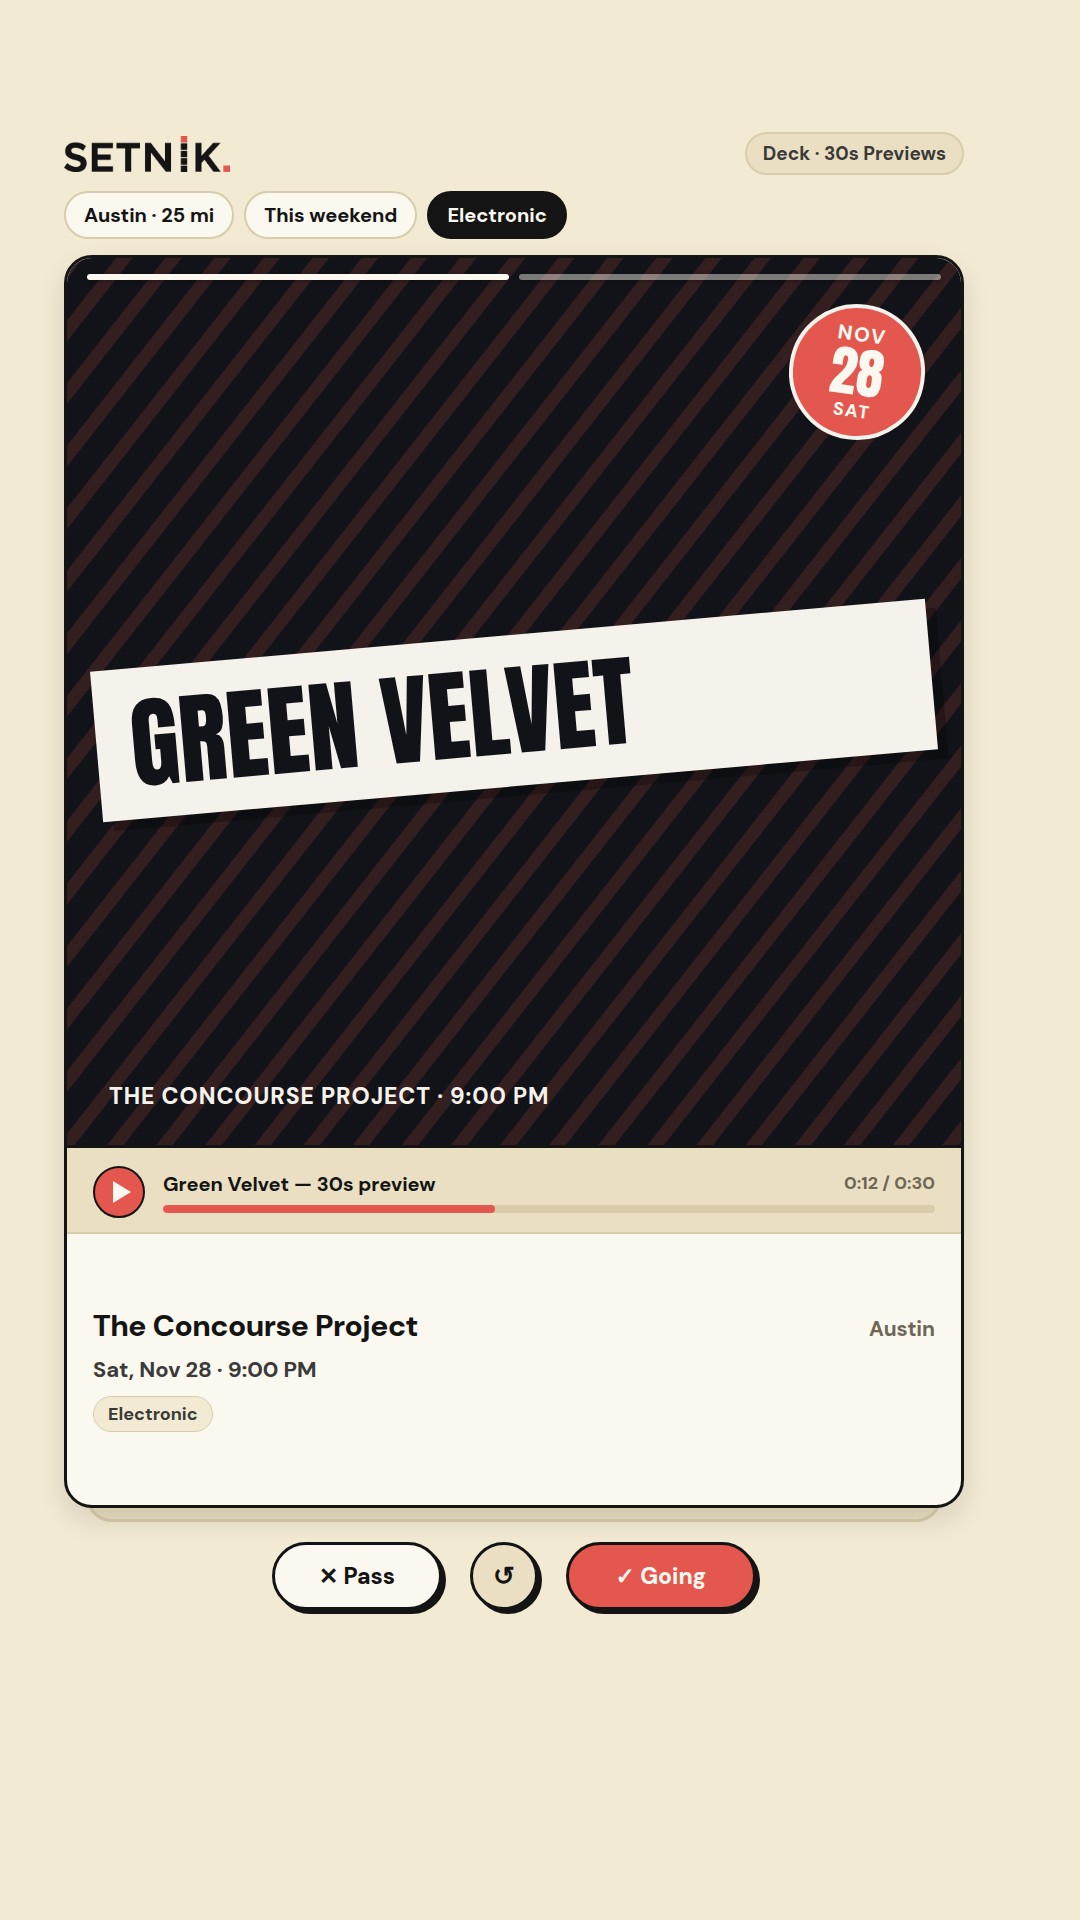 SETNIK.
Deck · 30s Previews
Austin · 25 mi
This weekend
Electronic
NOV
28
SAT
GREEN VELVET
THE CONCOURSE PROJECT · 9:00 PM
Green Velvet — 30s preview
0:12 / 0:30
The Concourse Project
Austin
Sat, Nov 28 · 9:00 PM
Electronic
✕ Pass
↺
✓ Going